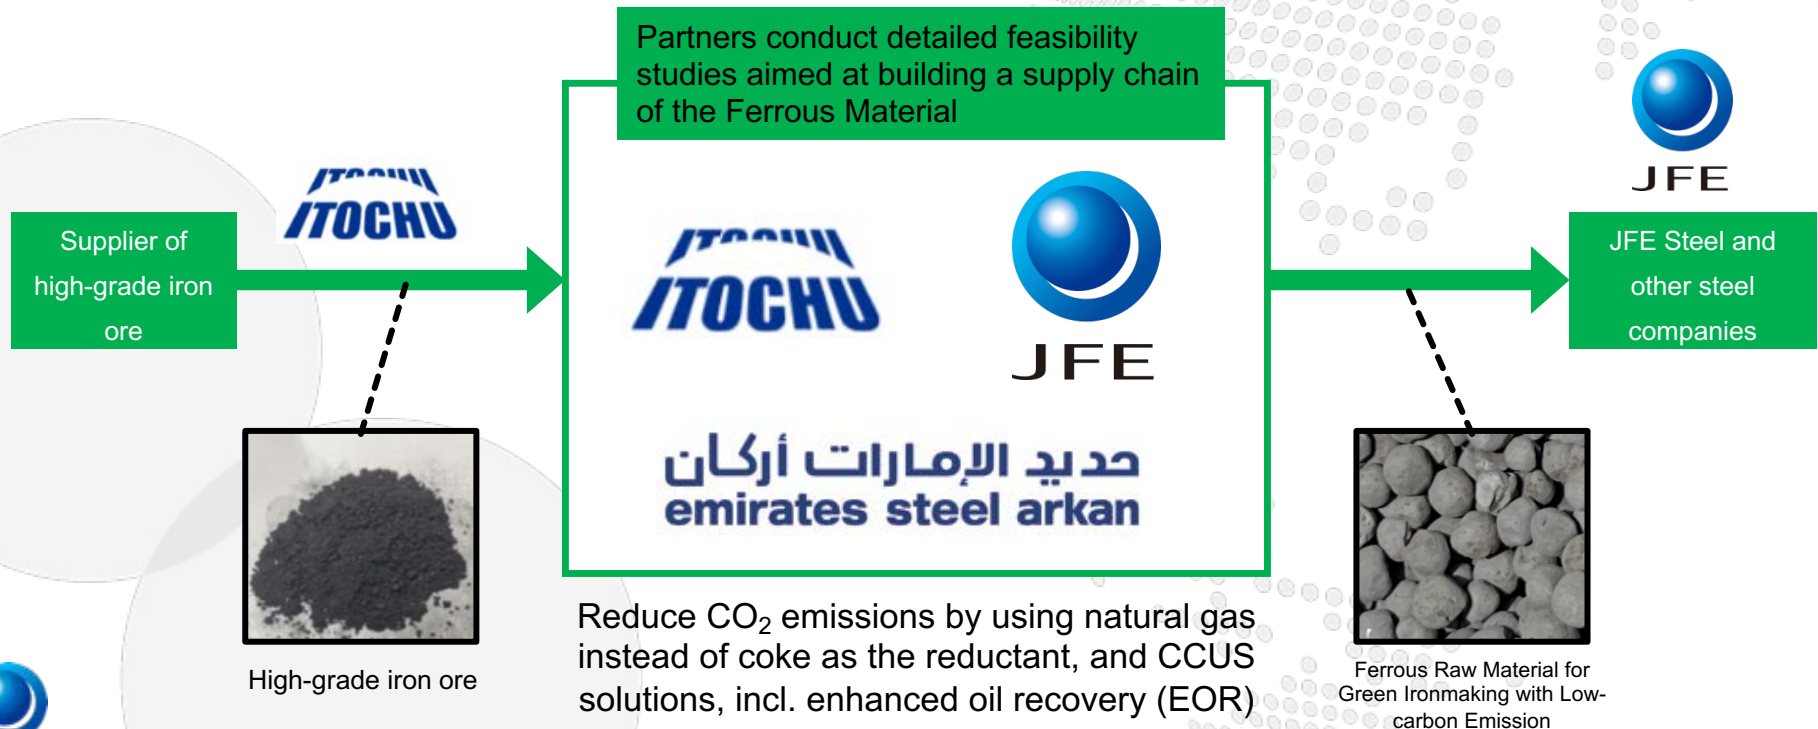 Partners conduct detailed feasibility
studies aimed at building a supply chain
of the Ferrous Material
JFE
ITOCHU
Supplier of
high-grade iron
ore
ITOCHU
JFE
JFE Steel and
other steel
companies
حديد الإمارات أركان
emirates steel arkan
High-grade iron ore
Reduce CO₂ emissions by using natural gas
instead of coke as the reductant, and CCUS
solutions, incl. enhanced oil recovery (EOR)
Ferrous Raw Material for
Green Ironmaking with Low-
carbon Emission